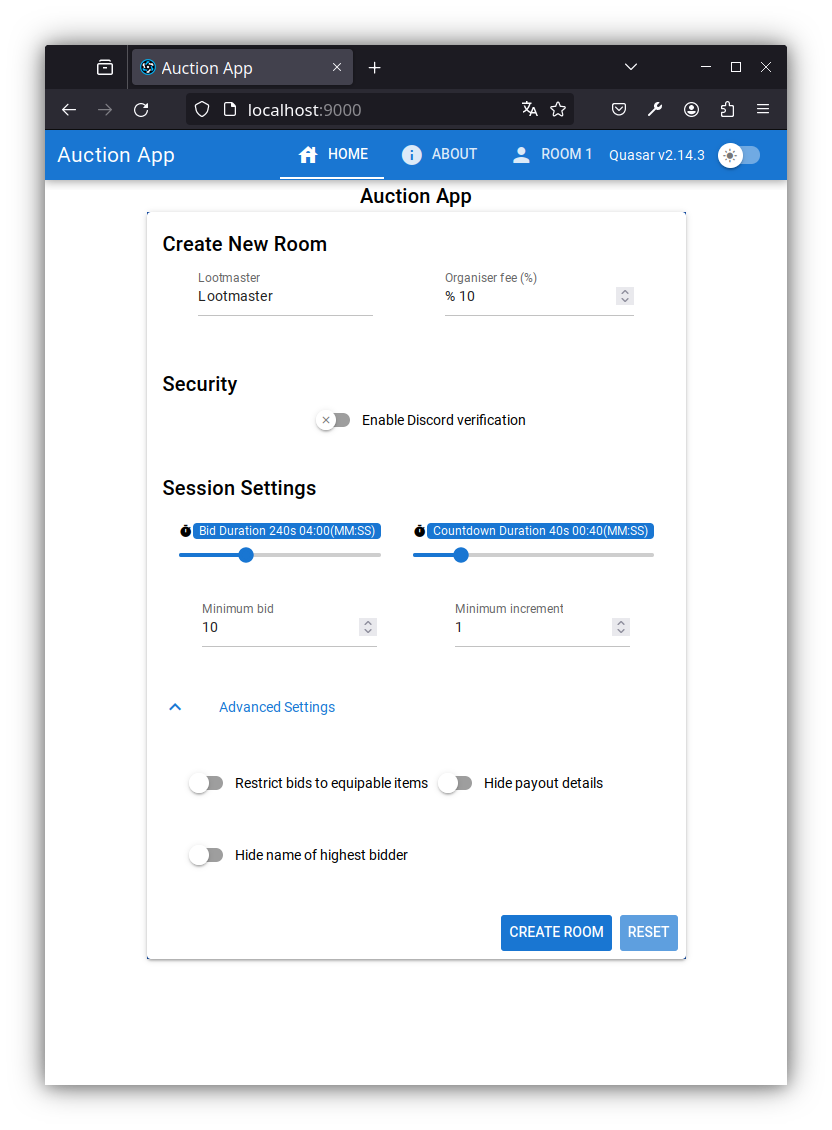 Auction App
localhost:9000
Auction App HOME ABOUT ROOM 1 Quasar v2.14.3
Auction App
Create New Room
Lootmaster Organiser fee (%)
Lootmaster % 10
Security
Enable Discord verification
Session Settings
Bid Duration 240s 04:00(MM:SS) Countdown Duration 40s 00:40(MM:SS)
Minimum bid Minimum increment
10 1
Advanced Settings
Restrict bids to equipable items Hide payout details
Hide name of highest bidder
CREATE ROOM RESET